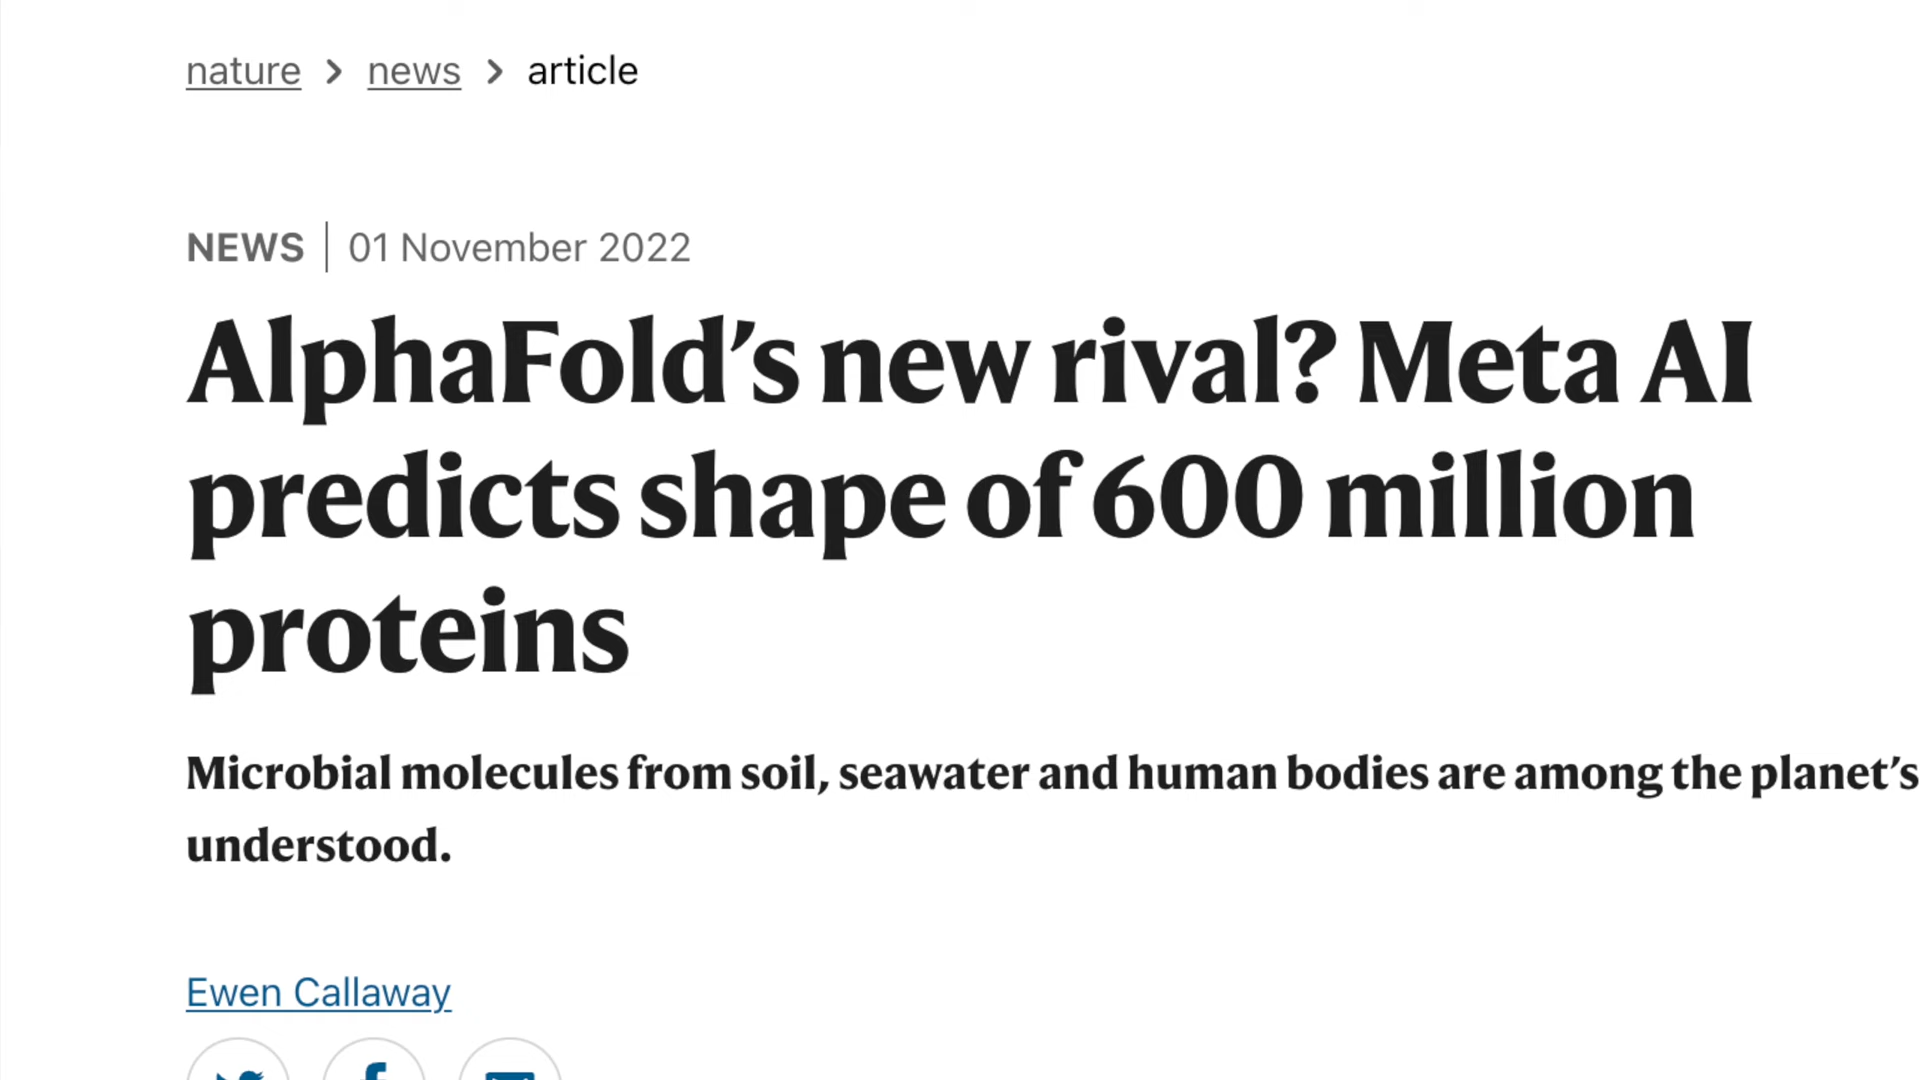 nature > news > article
NEWS | 01 November 2022
AlphaFold’s new rival? Meta AI
predicts shape of 600 million
proteins
Microbial molecules from soil, seawater and human bodies are among the planet’s
understood.
Ewen Callaway